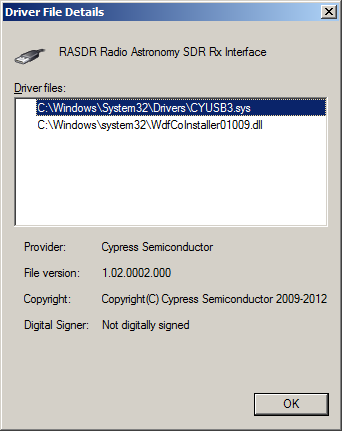 Driver File Details
RASDR Radio Astronomy SDR Rx Interface
Driver files:
C:\Windows\System32\Drivers\CYUSB3.sys
C:\Windows\system32\WdfCoInstaller01009.dll
Provider: Cypress Semiconductor
File version: 1.02.0002.000
Copyright: Copyright(C) Cypress Semiconductor 2009-2012
Digital Signer: Not digitally signed
OK